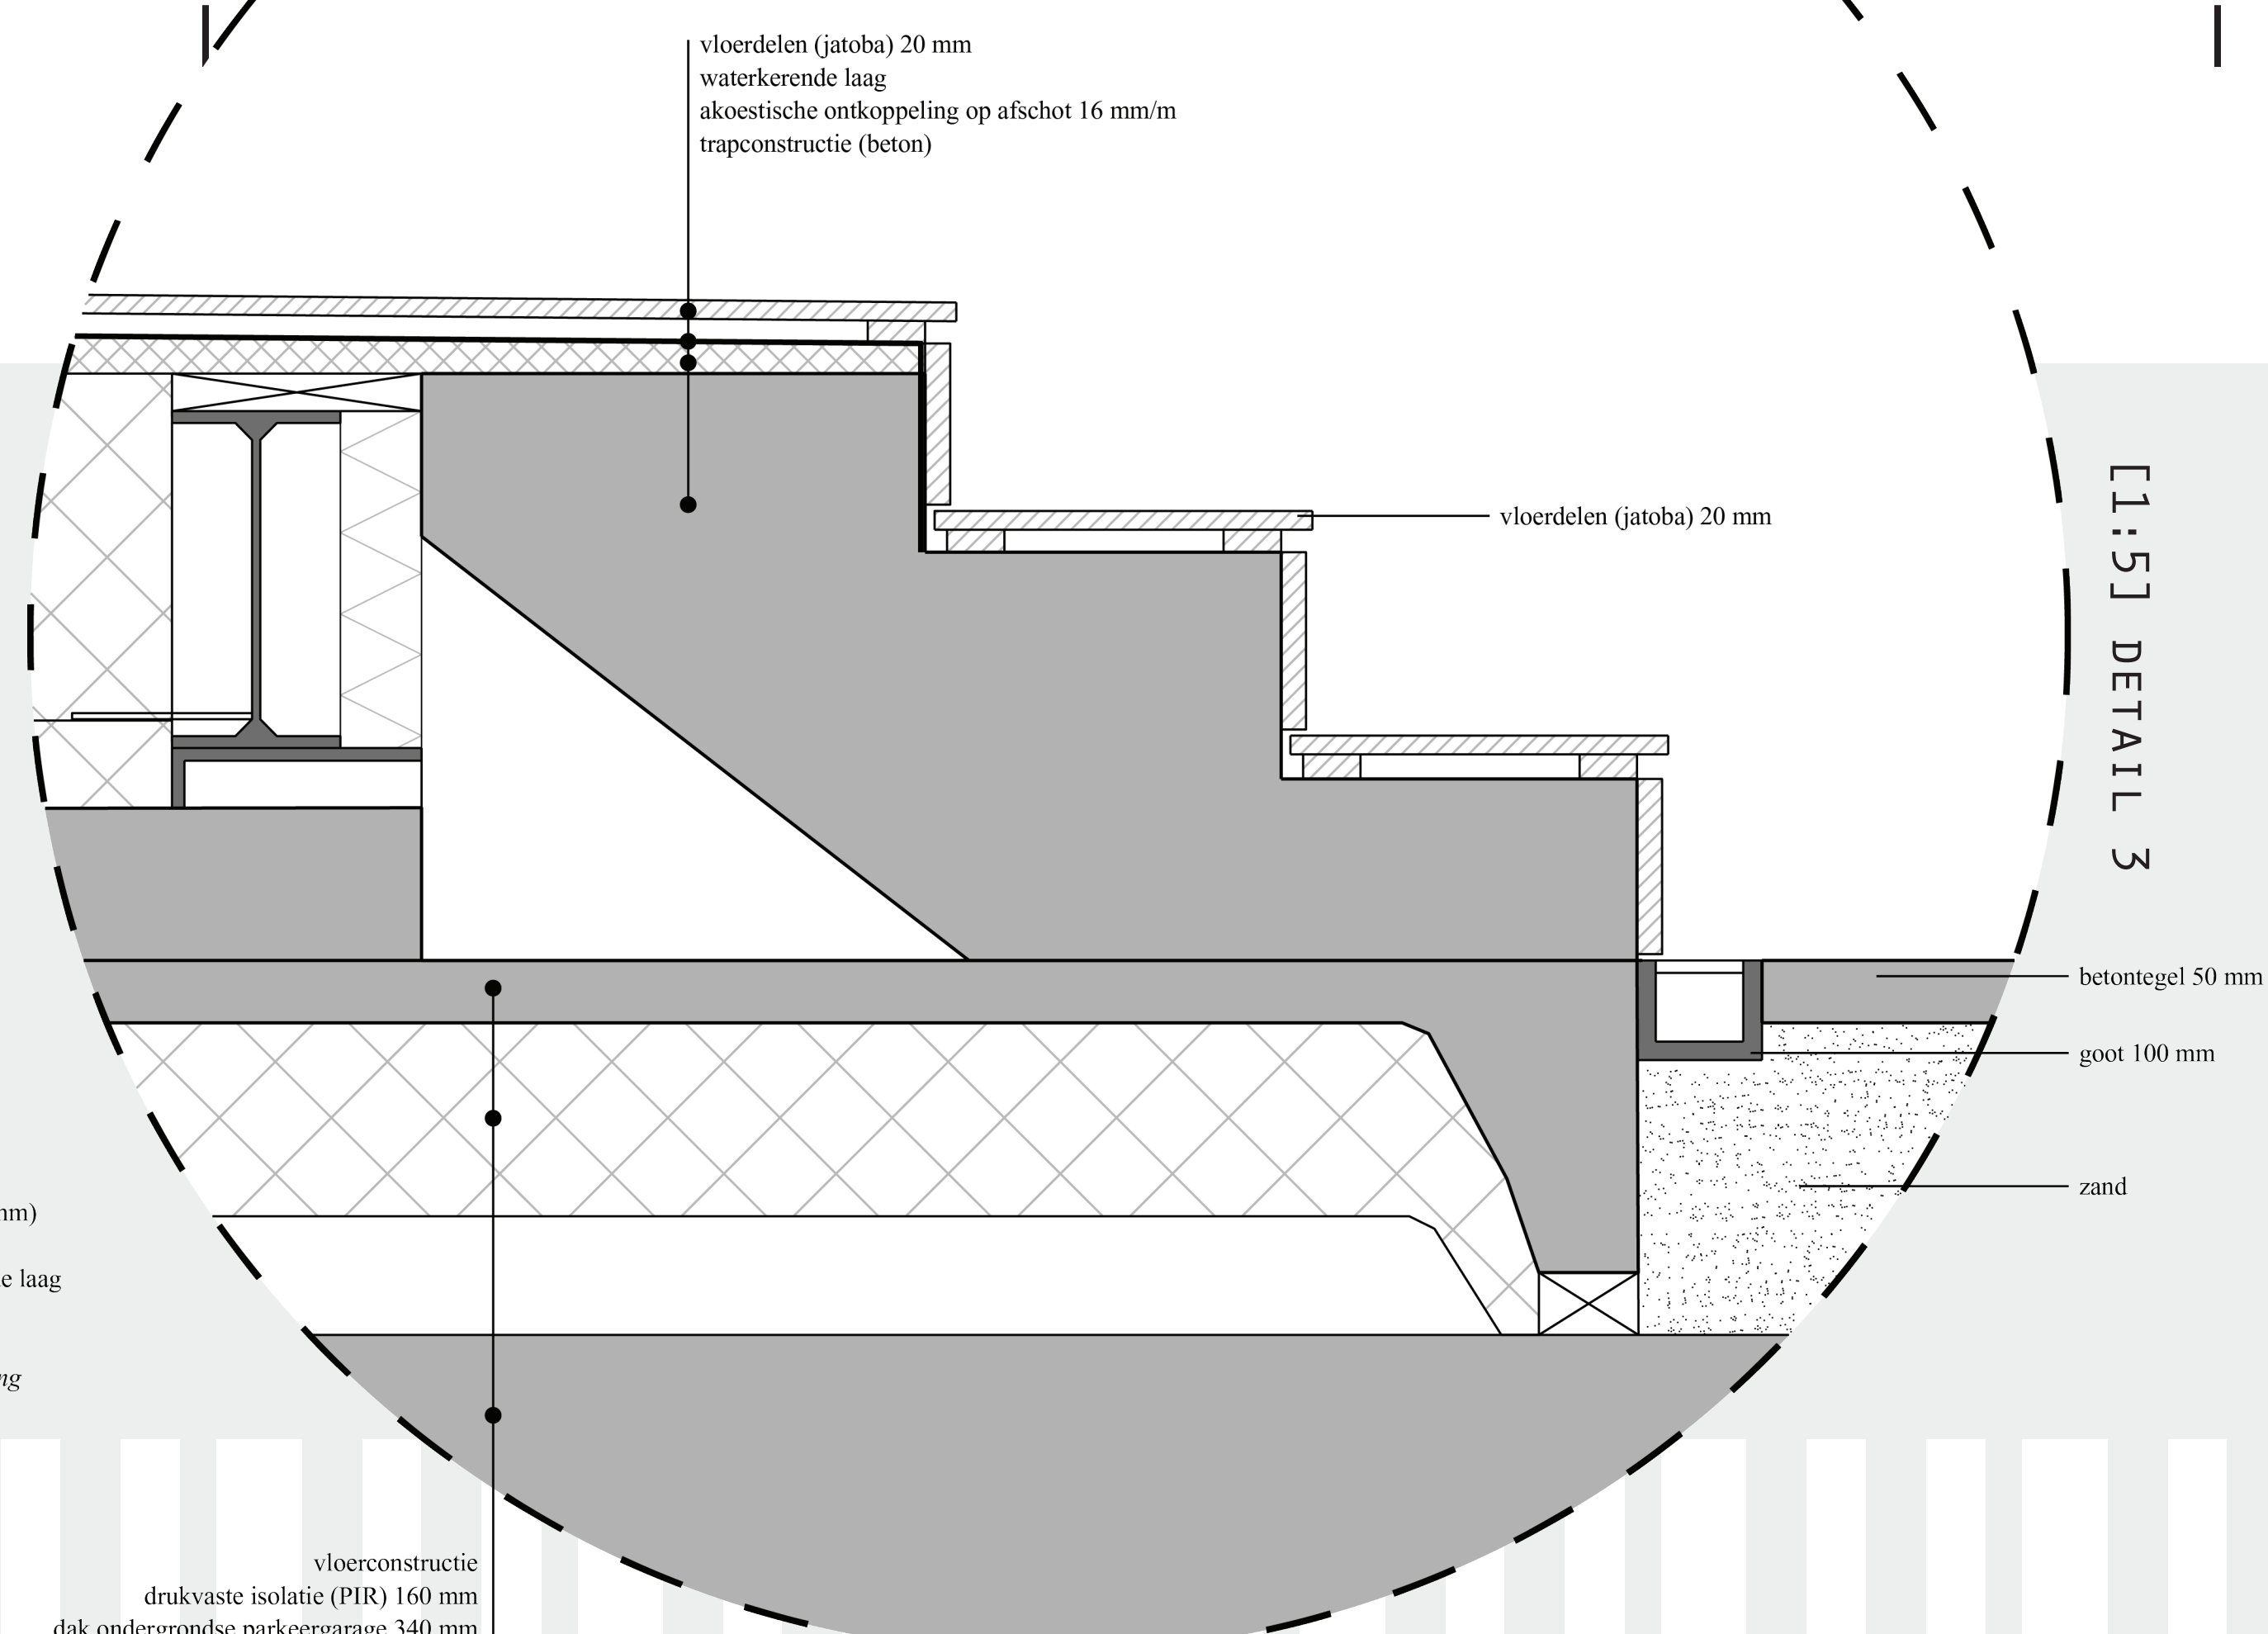 vloerdelen (jatoba) 20 mm
waterkerende laag
akoestische ontkoppeling op afschot 16 mm/m
trapconstructie (beton)
vloerdelen (jatoba) 20 mm
[1:5] DETAIL 3
betontegel 50 mm
goot 100 mm
zand
laag
vloerconstructie
drukvaste isolatie (PIR) 160 mm
dak ondergrondse parkeergarage 340 mm